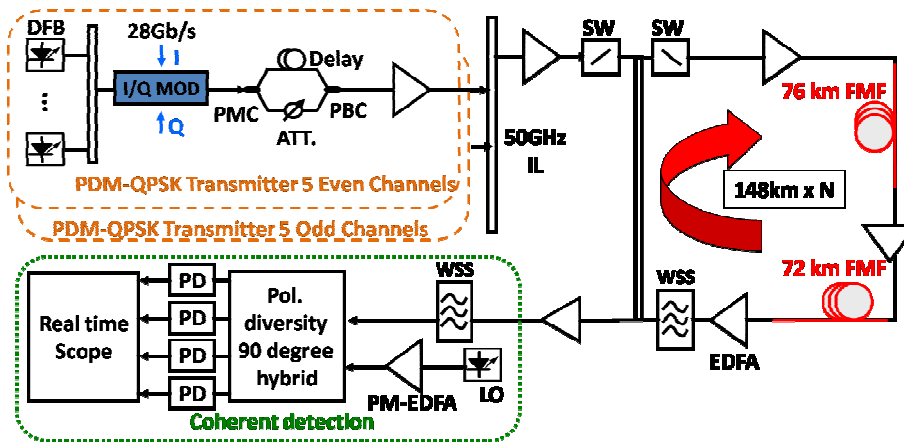 DFB
28Gb/s
I
I/Q MOD
Q
...
Delay
PMC
PBC
ATT.
PDM-QPSK Transmitter 5 Even Channels
PDM-QPSK Transmitter 5 Odd Channels
50GHz
IL
SW
SW
76 km FMF
148km x N
72 km FMF
EDFA
WSS
WSS
Real time
Scope
PD
PD
PD
PD
Pol.
diversity
90 degree
hybrid
PM-EDFA
LO
Coherent detection